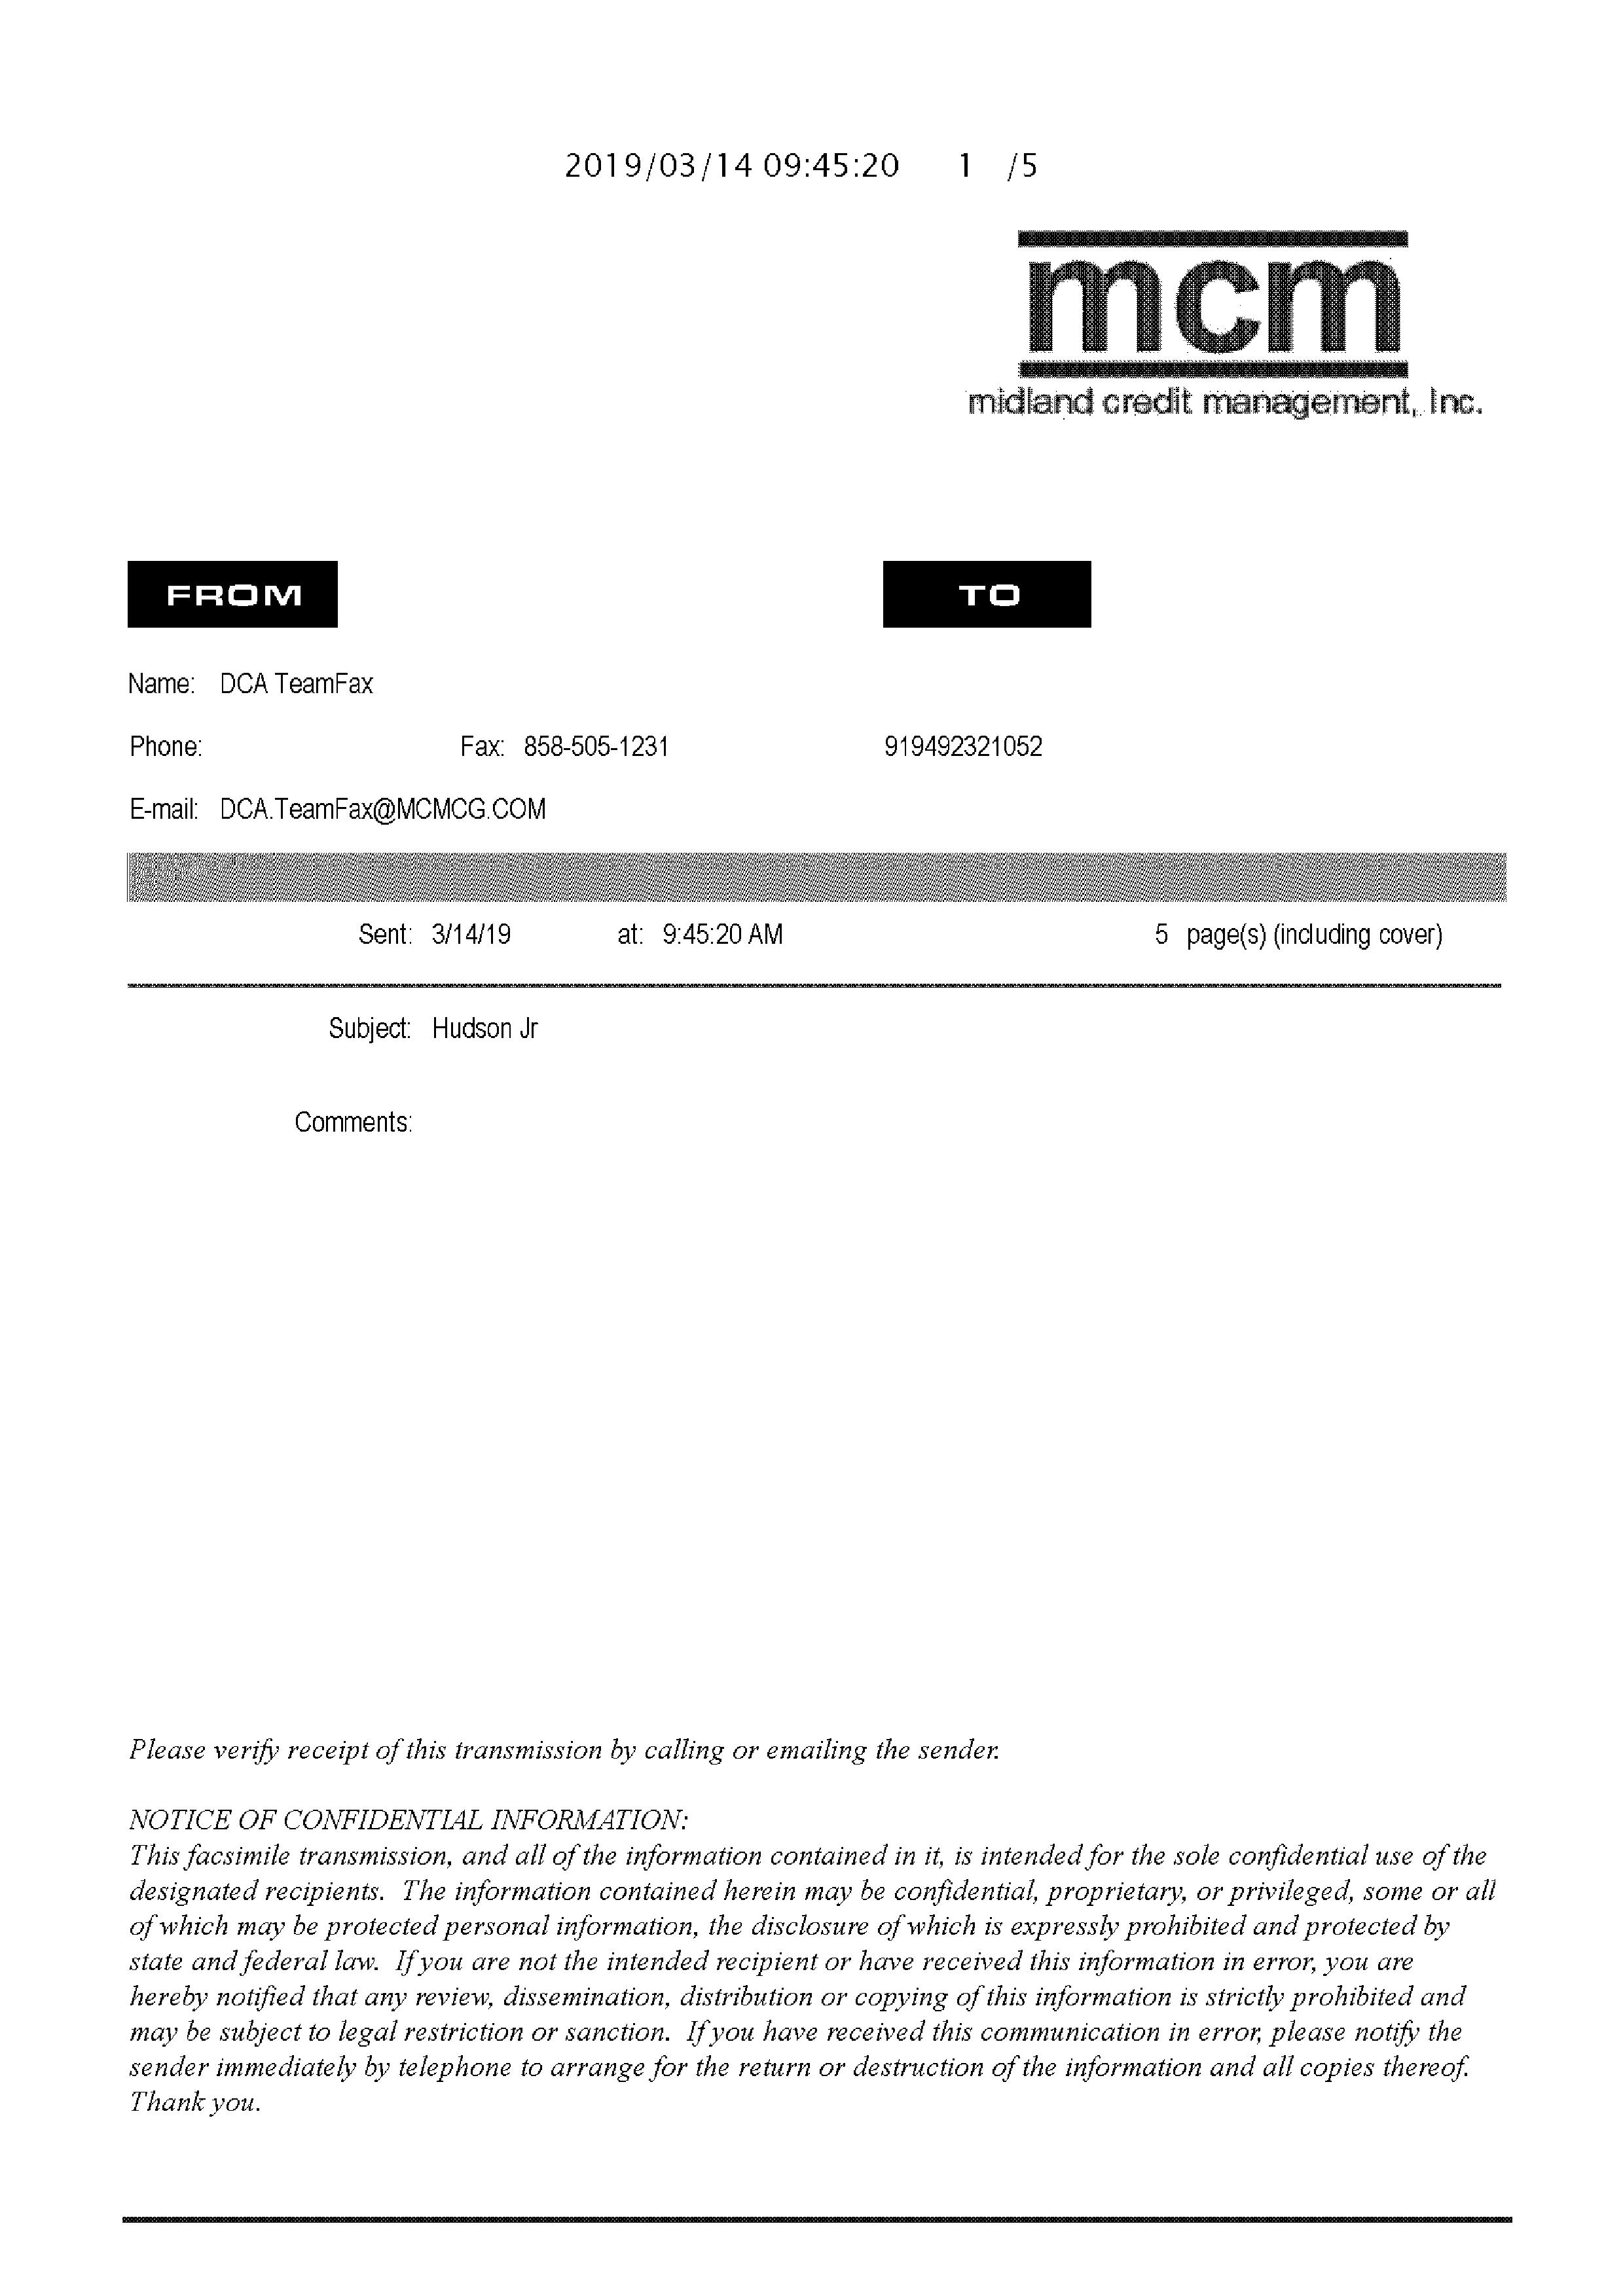 2019/03/14 09:45:20 1 /5
mcm
midland credit management, Inc.
FROM TO
Name: DCA TeamFax
Phone: Fax: 858-505-1231 919492321052
E-mail: DCA.TeamFax@MCMCG.COM
Sent: 3/14/19 at: 9:45:20 AM 5 page(s) (including cover)
Subject: Hudson Jr
Comments:
Please verify receipt of this transmission by calling or emailing the sender.
NOTICE OF CONFIDENTIAL INFORMATION:
This facsimile transmission, and all of the information contained in it, is intended for the sole confidential use of the
designated recipients. The information contained herein may be confidential, proprietary, or privileged, some or all
of which may be protected personal information, the disclosure of which is expressly prohibited and protected by
state and federal law. If you are not the intended recipient or have received this information in error, you are
hereby notified that any review, dissemination, distribution or copying of this information is strictly prohibited and
may be subject to legal restriction or sanction. If you have received this communication in error, please notify the
sender immediately by telephone to arrange for the return or destruction of the information and all copies thereof.
Thank you.